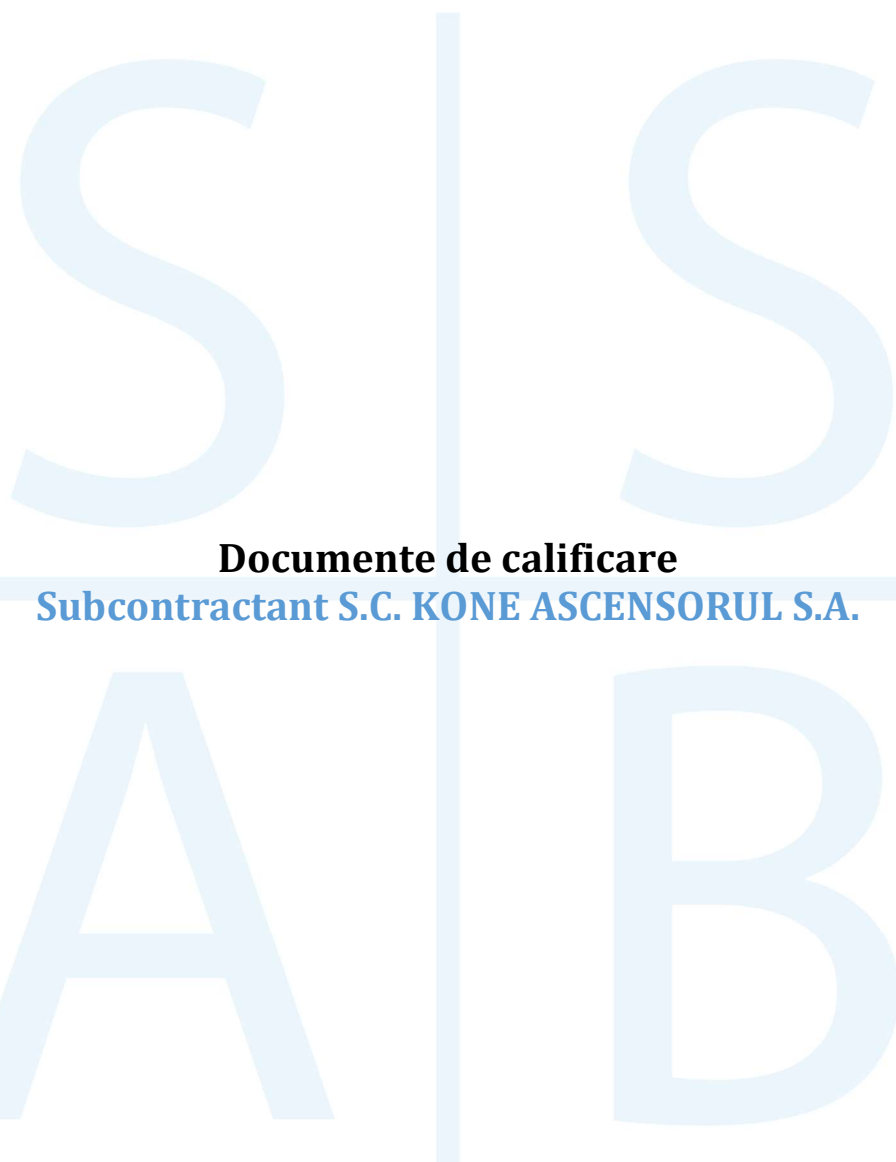 S S
Documente de calificare
Subcontractant S.C. KONE ASCENSORUL S.A.
A B